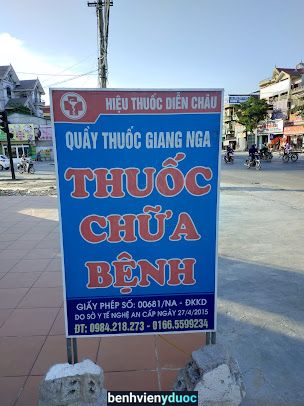 HIỆU THUỐC DIỄN CHÂU
QUẦY THUỐC GIANG NGA
THUỐC
CHỮA
BỆNH
GIẤY PHÉP SỐ: 00681/NA - ĐKKD
DO SỞ Y TẾ NGHỆ AN CẤP NGÀY 27/4/2015
ĐT: 0984.218.273 - 0166.5599234
benhvienyduoc